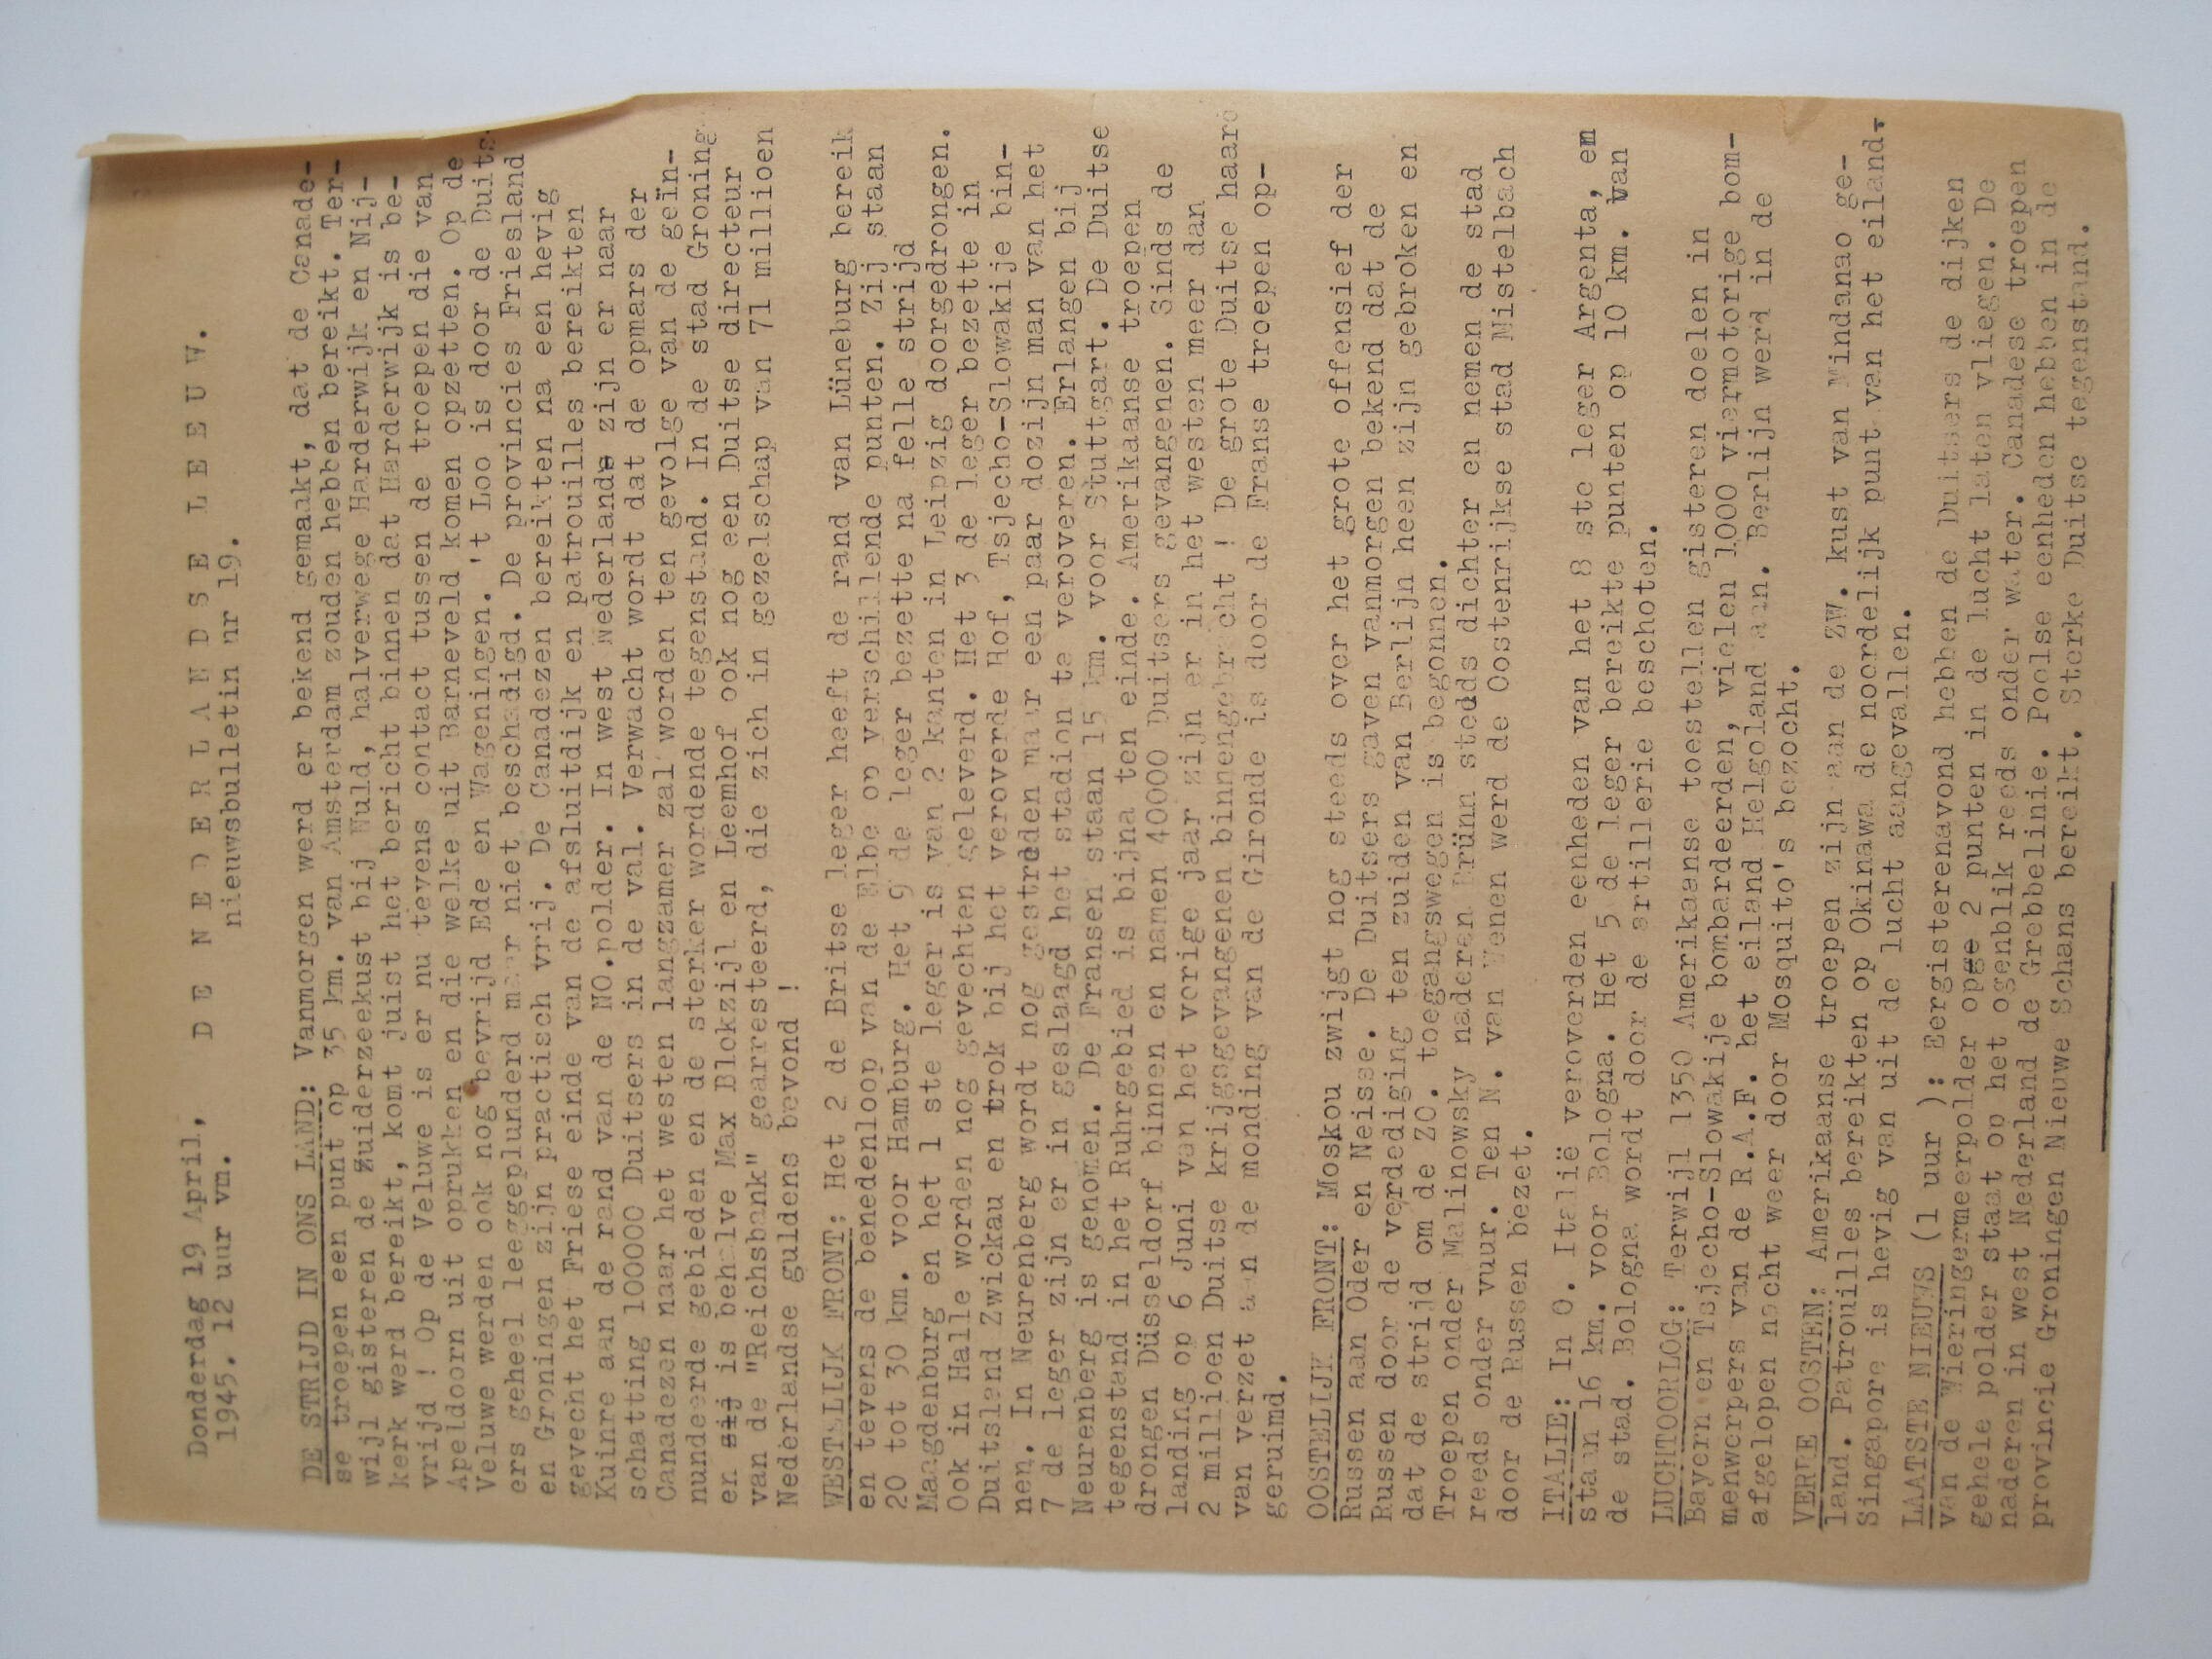 Donderdag 19 April, D E N E D E R L A N D S E L E E U W.
1945. 12 uur vm. nieuwsbulletin nr 19.
DE STRIJD IN ONS LAND: Vanmorgen werd er bekend gemaakt, dat de Canade-
se troepen een punt op 35 km. van Amsterdam zouden hebben bereikt. Ter-
wijl gisteren de Zuiderzeekust bij Nuld, halverwege Harderwijk en Nij-
kerk werd bereikt, komt juist het bericht binnen dat Harderwijk is be-
vrijd ! Op de Veluwe is er nu tevens contact tussen de troepen die van
Apeldoorn uit oprukken en die welke uit Barneveld komen opzetten. Op de
Veluwe werden ook nog bevrijd Ede en Wageningen. 't Loo is door de Duits
ers geheel leeggeplunderd maar niet beschadigd. De provincies Friesland
en Groningen zijn practisch vrij. De Canadezen bereikten na een hevig
gevecht het Friese einde van de afsluitdijk en patrouilles bereikten
Kuinre aan de rand van de NO.polder. In west Nederlands zijn er naar
schatting 100000 Duitsers in de val. Verwacht wordt dat de opmars der
Canadezen naar het westen langzamer zal worden ten gevolge van de geïn-
nundeerde gebieden en de sterker wordende tegenstand. In de stad Groning
en zij is behalve Max Blokzijl en Leemhof ook nog een Duitse directeur
van de "Reichsbank" gearresteerd, die zich in gezelschap van 71 millioen
Nederlandse guldens bevond !
WESTELIJK FRONT: Het 2 de Britse leger heeft de rand van Lüneburg bereik
en tevens de benedenloop van de Elbe op verschillende punten. Zij staan
20 tot 30 km. voor Hamburg. Het 9 de leger bezette na felle strijd
Maagdenburg en het 1 ste leger is van 2 kanten in Leipzig doorgedrongen.
Ook in Halle worden nog gevechten geleverd. Het 3 de leger bezette in
Duitsland Zwickau en trok bij het veroverde Hof, Tsjecho-Slowakije bin-
nen. In Neurenberg wordt nog gestreden maar een paar dozijn man van het
7 de leger zijn er in geslaagd het stadion te veroveren. Erlangen bij
Neurenberg is genomen. De Fransen staan 15 km. voor Stuttgart. De Duitse
tegenstand in het Ruhrgebied is bijna ten einde. Amerikaanse troepen
drongen Düsseldorf binnen en namen 40000 Duitsers gevangenen. Sinds de
landing op 6 Juni van het vorige jaar zijn er in het westen meer dan
2 millioen Duitse krijgsgevangenen binnengebracht ! De grote Duitse haard
van verzet aan de monding van de Gironde is door de Franse troepen op-
geruimd.
OOSTELIJK FRONT: Moskou zwijgt nog steeds over het grote offensief der
Russen aan Oder en Neisse. De Duitsers gaven vanmorgen bekend dat de
Russen door de verdediging ten zuiden van Berlijn heen zijn gebroken en
dat de strijd om de ZO. toegangswegen is begonnen.
Troepen onder Malinowsky naderen Brünn steeds dichter en nemen de stad
reeds onder vuur. Ten N. van Wenen werd de Oostenrijkse stad Mistelbach
door de Russen bezet.
ITALIE: In O. Italië veroverden eenheden van het 8 ste leger Argenta, en
staan 16 km. voor Bologna. Het 5 de leger bereikte punten op 10 km. van
de stad. Bologna wordt door de artillerie beschoten.
LUCHTOORLOG: Terwijl 1350 Amerikaanse toestellen gisteren doelen in
Bayern en Tsjecho-Slowakije bombardeerden, vielen 1000 viermotorige bom-
menwerpers van de R.A.F. het eiland Helgoland aan. Berlijn werd in de
afgelopen nacht weer door Mosquito's bezocht.
VERRE OOSTEN: Amerikaanse troepen zijn aan de ZW. kust van Mindanao ge-
land. Patrouilles bereikten op Okinawa de noordelijk punt van het eiland.
Singapore is hevig van uit de lucht aangevallen.
LAATSTE NIEUWS (1 uur ): Eergisterenavond hebben de Duitsers de dijken
van de Wieringermeerpolder opge 2 punten in de lucht laten vliegen. De
gehele polder staat op het ogenblik reeds onder water. Canadese troepen
naderen in west Nederland de Grebbelinie. Poolse eenheden hebben in de
provincie Groningen Nieuwe Schans bereikt. Sterke Duitse tegenstand.